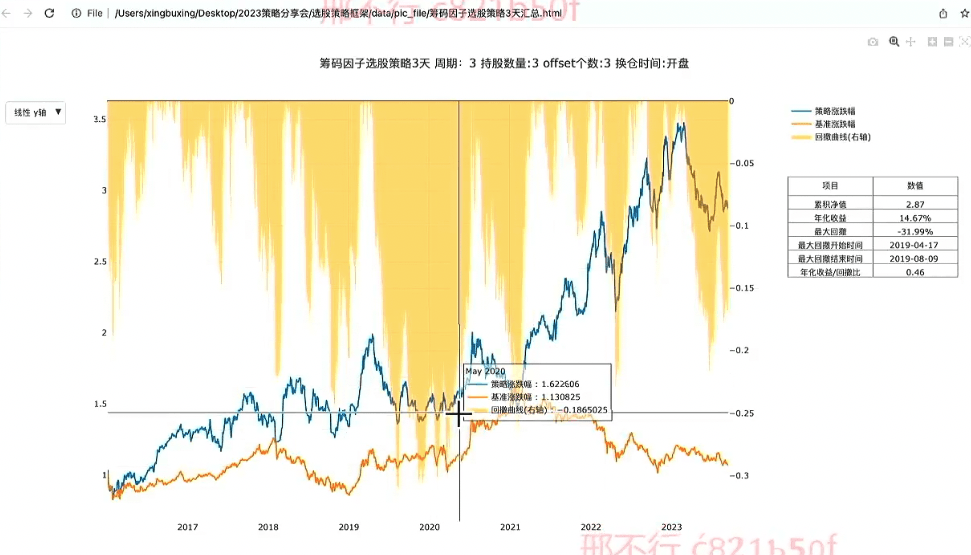 File /Users/xingbuxing/Desktop/2023策略分享会/选股策略框架/data/pic_file/筹码因子选股策略3天汇总.html
邢不行
筹码因子选股策略3天 周期: 3 持股数量:3 offset个数:3 换仓时间:开盘
线性 y轴 ▼
3.5
3
2.5
2
1.5
1
0
−0.05
−0.1
−0.15
−0.2
−0.25
−0.3
策略涨跌幅
基准涨跌幅
回撤曲线(右轴)
项目 数值
累积净值 2.87
年化收益 14.67%
最大回撤 -31.99%
最大回撤开始时间 2019-04-17
最大回撤结束时间 2019-08-09
年化收益/回撤比 0.46
May 2020
策略涨跌幅 : 1.622606
基准涨跌幅 : 1.130825
回撤曲线(右轴) : −0.1865025
2017 2018 2019 2020 2021 2022 2023
邢不行